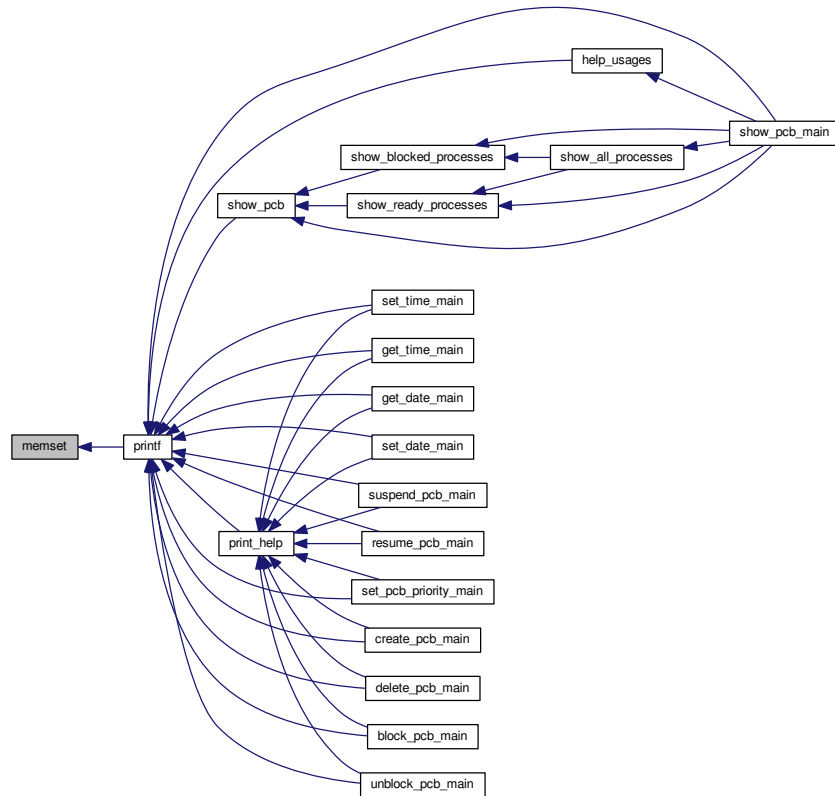 help_usages
show_pcb_main
show_blocked_processes
show_all_processes
show_pcb
show_ready_processes
set_time_main
get_time_main
get_date_main
memset
printf
set_date_main
suspend_pcb_main
print_help
resume_pcb_main
set_pcb_priority_main
create_pcb_main
delete_pcb_main
block_pcb_main
unblock_pcb_main